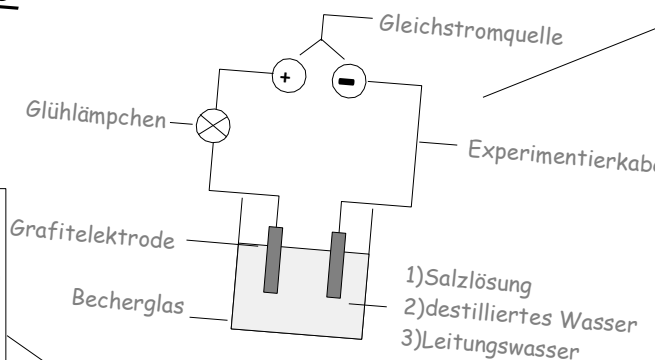 Gleichstromquelle
+ -
Glühlämpchen
Grafitelektrode
Becherglas
1)Salzlösung
2)destilliertes Wasser
3)Leitungswasser